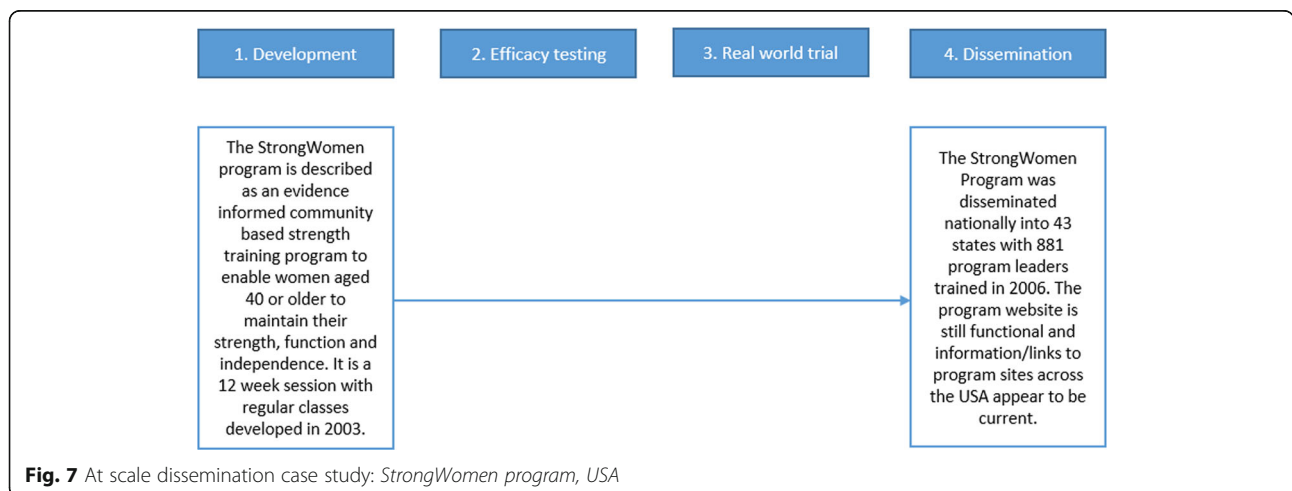 1. Development
2. Efficacy testing
3. Real world trial
4. Dissemination
The StrongWomen
program is described
as an evidence
informed community
based strength
training program to
enable women aged
40 or older to
maintain their
strength, function and
independence. It is a
12 week session with
regular classes
developed in 2003.
The StrongWomen
Program was
disseminated
nationally into 43
states with 881
program leaders
trained in 2006. The
program website is
still functional and
information/links to
program sites across
the USA appear to be
current.
Fig. 7 At scale dissemination case study: StrongWomen program, USA